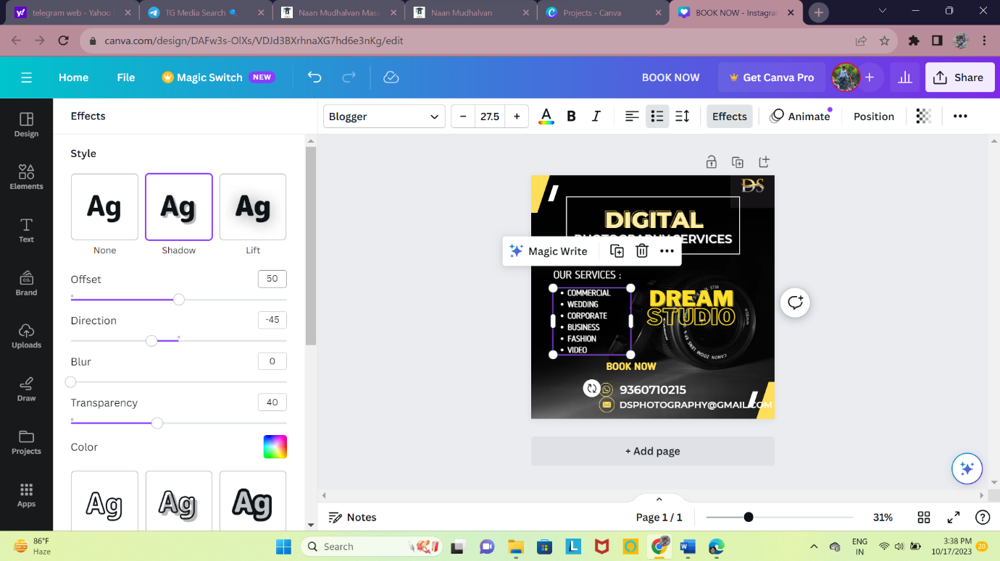 telegram web - Yahoo
TG Media Search
Naan Mudhalvan Mass
Naan Mudhalvan
Projects - Canva
BOOK NOW - Instagra
canva.com/design/DAFw3s-OlXs/VDJd3BXrhnaXG7hd6e3nKg/edit
Home File Magic Switch NEW BOOK NOW Get Canva Pro Share
Effects
Blogger 27.5 A B I Effects Animate Position
Design
Elements
Text
Brand
Uploads
Draw
Projects
Apps
Style
Ag Ag Ag
None Shadow Lift
Offset 50
Direction -45
Blur 0
Transparency 40
Color
Ag Ag Ag
DS
DIGITAL
PHOTOGRAPHY SERVICES
Magic Write
OUR SERVICES :
• COMMERCIAL
• WEDDING
• CORPORATE
• BUSINESS
• FASHION
• VIDEO
DREAM
STUDIO
CANON ZOOM LENS
BOOK NOW
9360710215
DSPHOTOGRAPHY@GMAIL.COM
+ Add page
Notes Page 1 / 1 31%
86°F
Haze
Search
ENG
IN
3:38 PM
10/17/2023
20